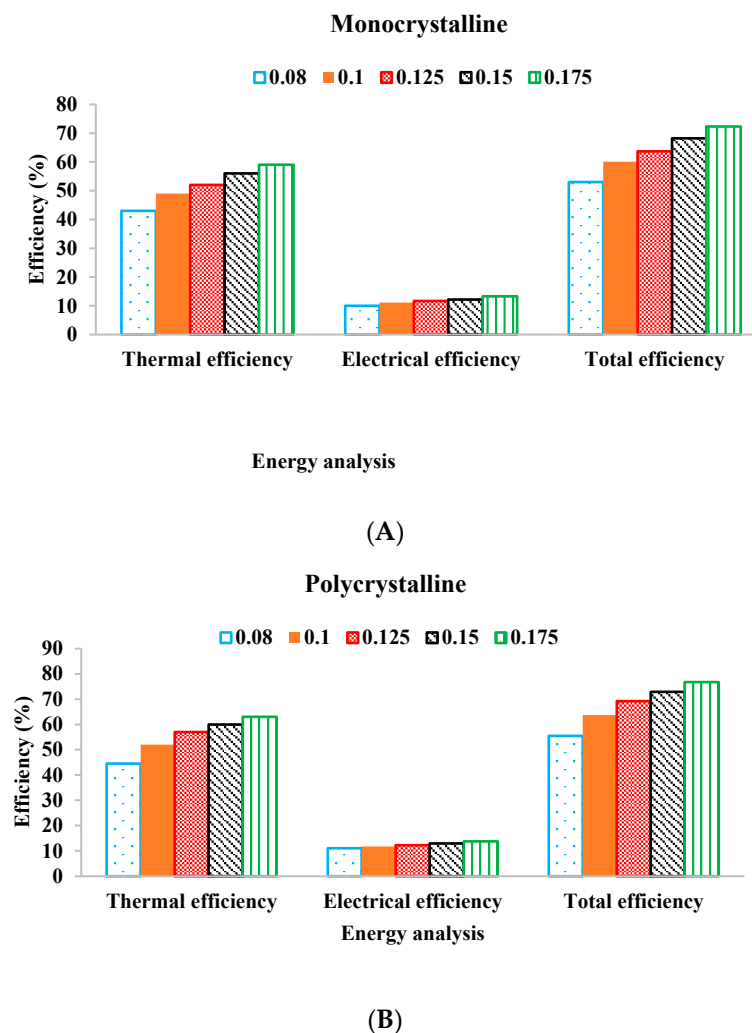 Monocrystalline
0.08 0.1 0.125 0.15 0.175
80
70
60
50
40
30
20
10
0
Efficiency (%)
Thermal efficiency Electrical efficiency Total efficiency
Energy analysis
(A)
Polycrystalline
0.08 0.1 0.125 0.15 0.175
90
80
70
60
50
40
30
20
10
0
Efficiency (%)
Thermal efficiency Electrical efficiency Total efficiency
Energy analysis
(B)